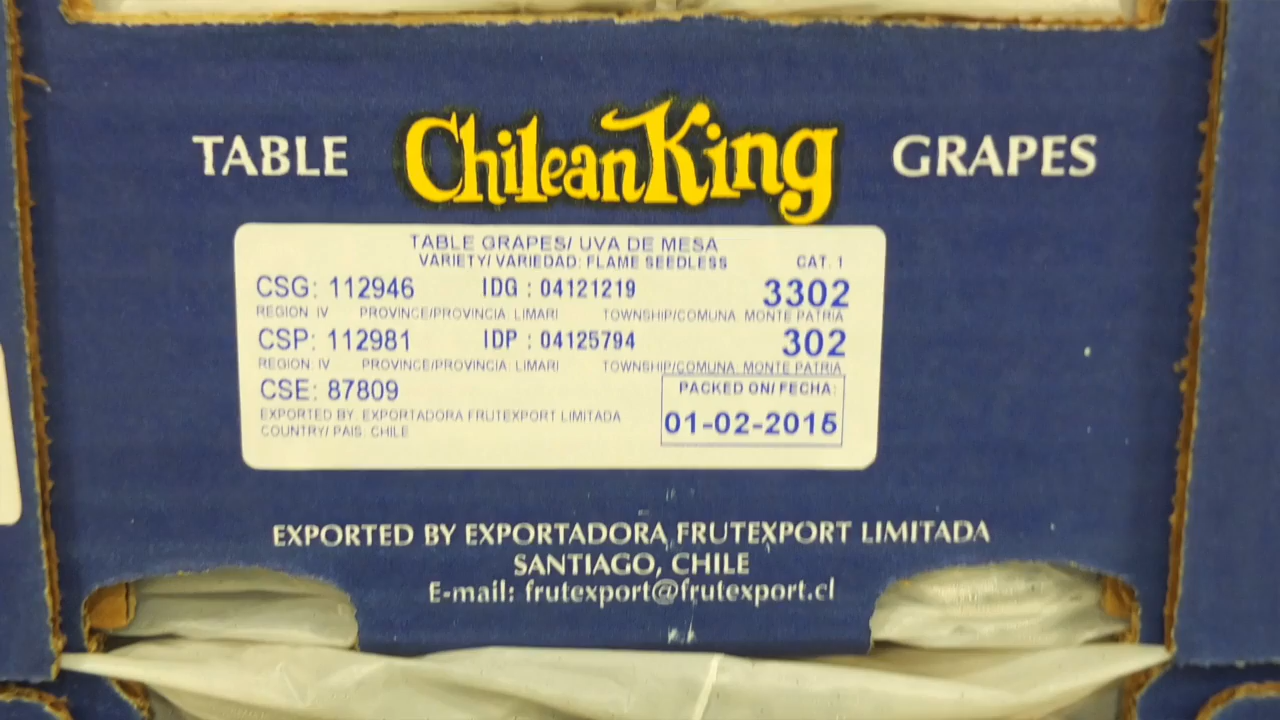 TABLE ChileanKing GRAPES
TABLE GRAPES/ UVA DE MESA
VARIETY/ VARIEDAD: FLAME SEEDLESS CAT. 1
CSG: 112946 IDG : 04121219 3302
REGION IV PROVINCE/PROVINCIA LIMARI TOWNSHIP/COMUNA MONTE PATRIA
CSP: 112981 IDP : 04125794 302
REGION: IV PROVINCE/PROVINCIA: LIMARI TOWNSHIP/COMUNA: MONTE PATRIA
CSE: 87809 PACKED ON/ FECHA:
EXPORTED BY: EXPORTADORA FRUTEXPORT LIMITADA 01-02-2015
COUNTRY/ PAIS: CHILE
EXPORTED BY EXPORTADORA FRUTEXPORT LIMITADA
SANTIAGO, CHILE
E-mail: frutexport@frutexport.cl